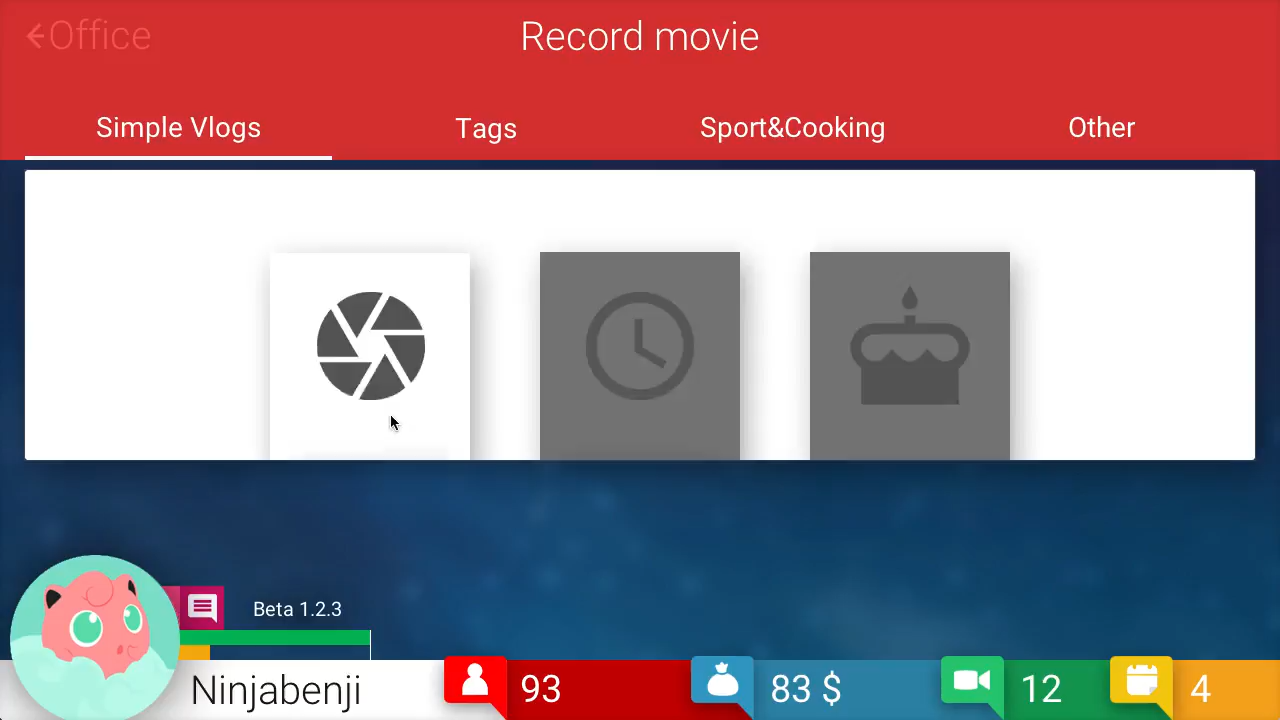 Office
Record movie
Simple Vlogs
Tags
Sport&Cooking
Other
Beta 1.2.3
Ninjabenji
93
83 $
12
4